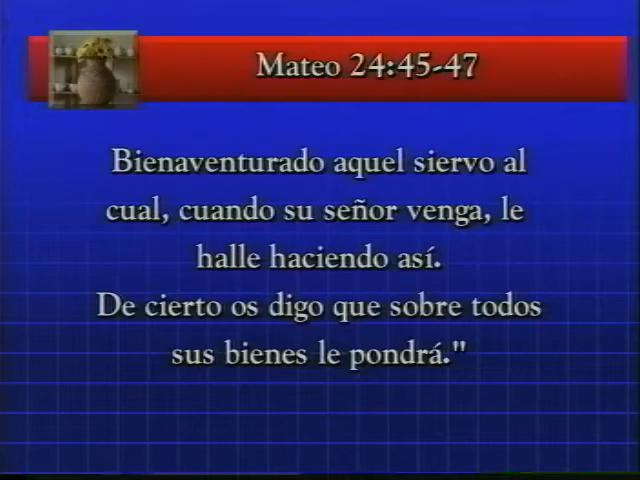 Mateo 24:45-47
Bienaventurado aquel siervo al
cual, cuando su señor venga, le
halle haciendo así.
De cierto os digo que sobre todos
sus bienes le pondrá."